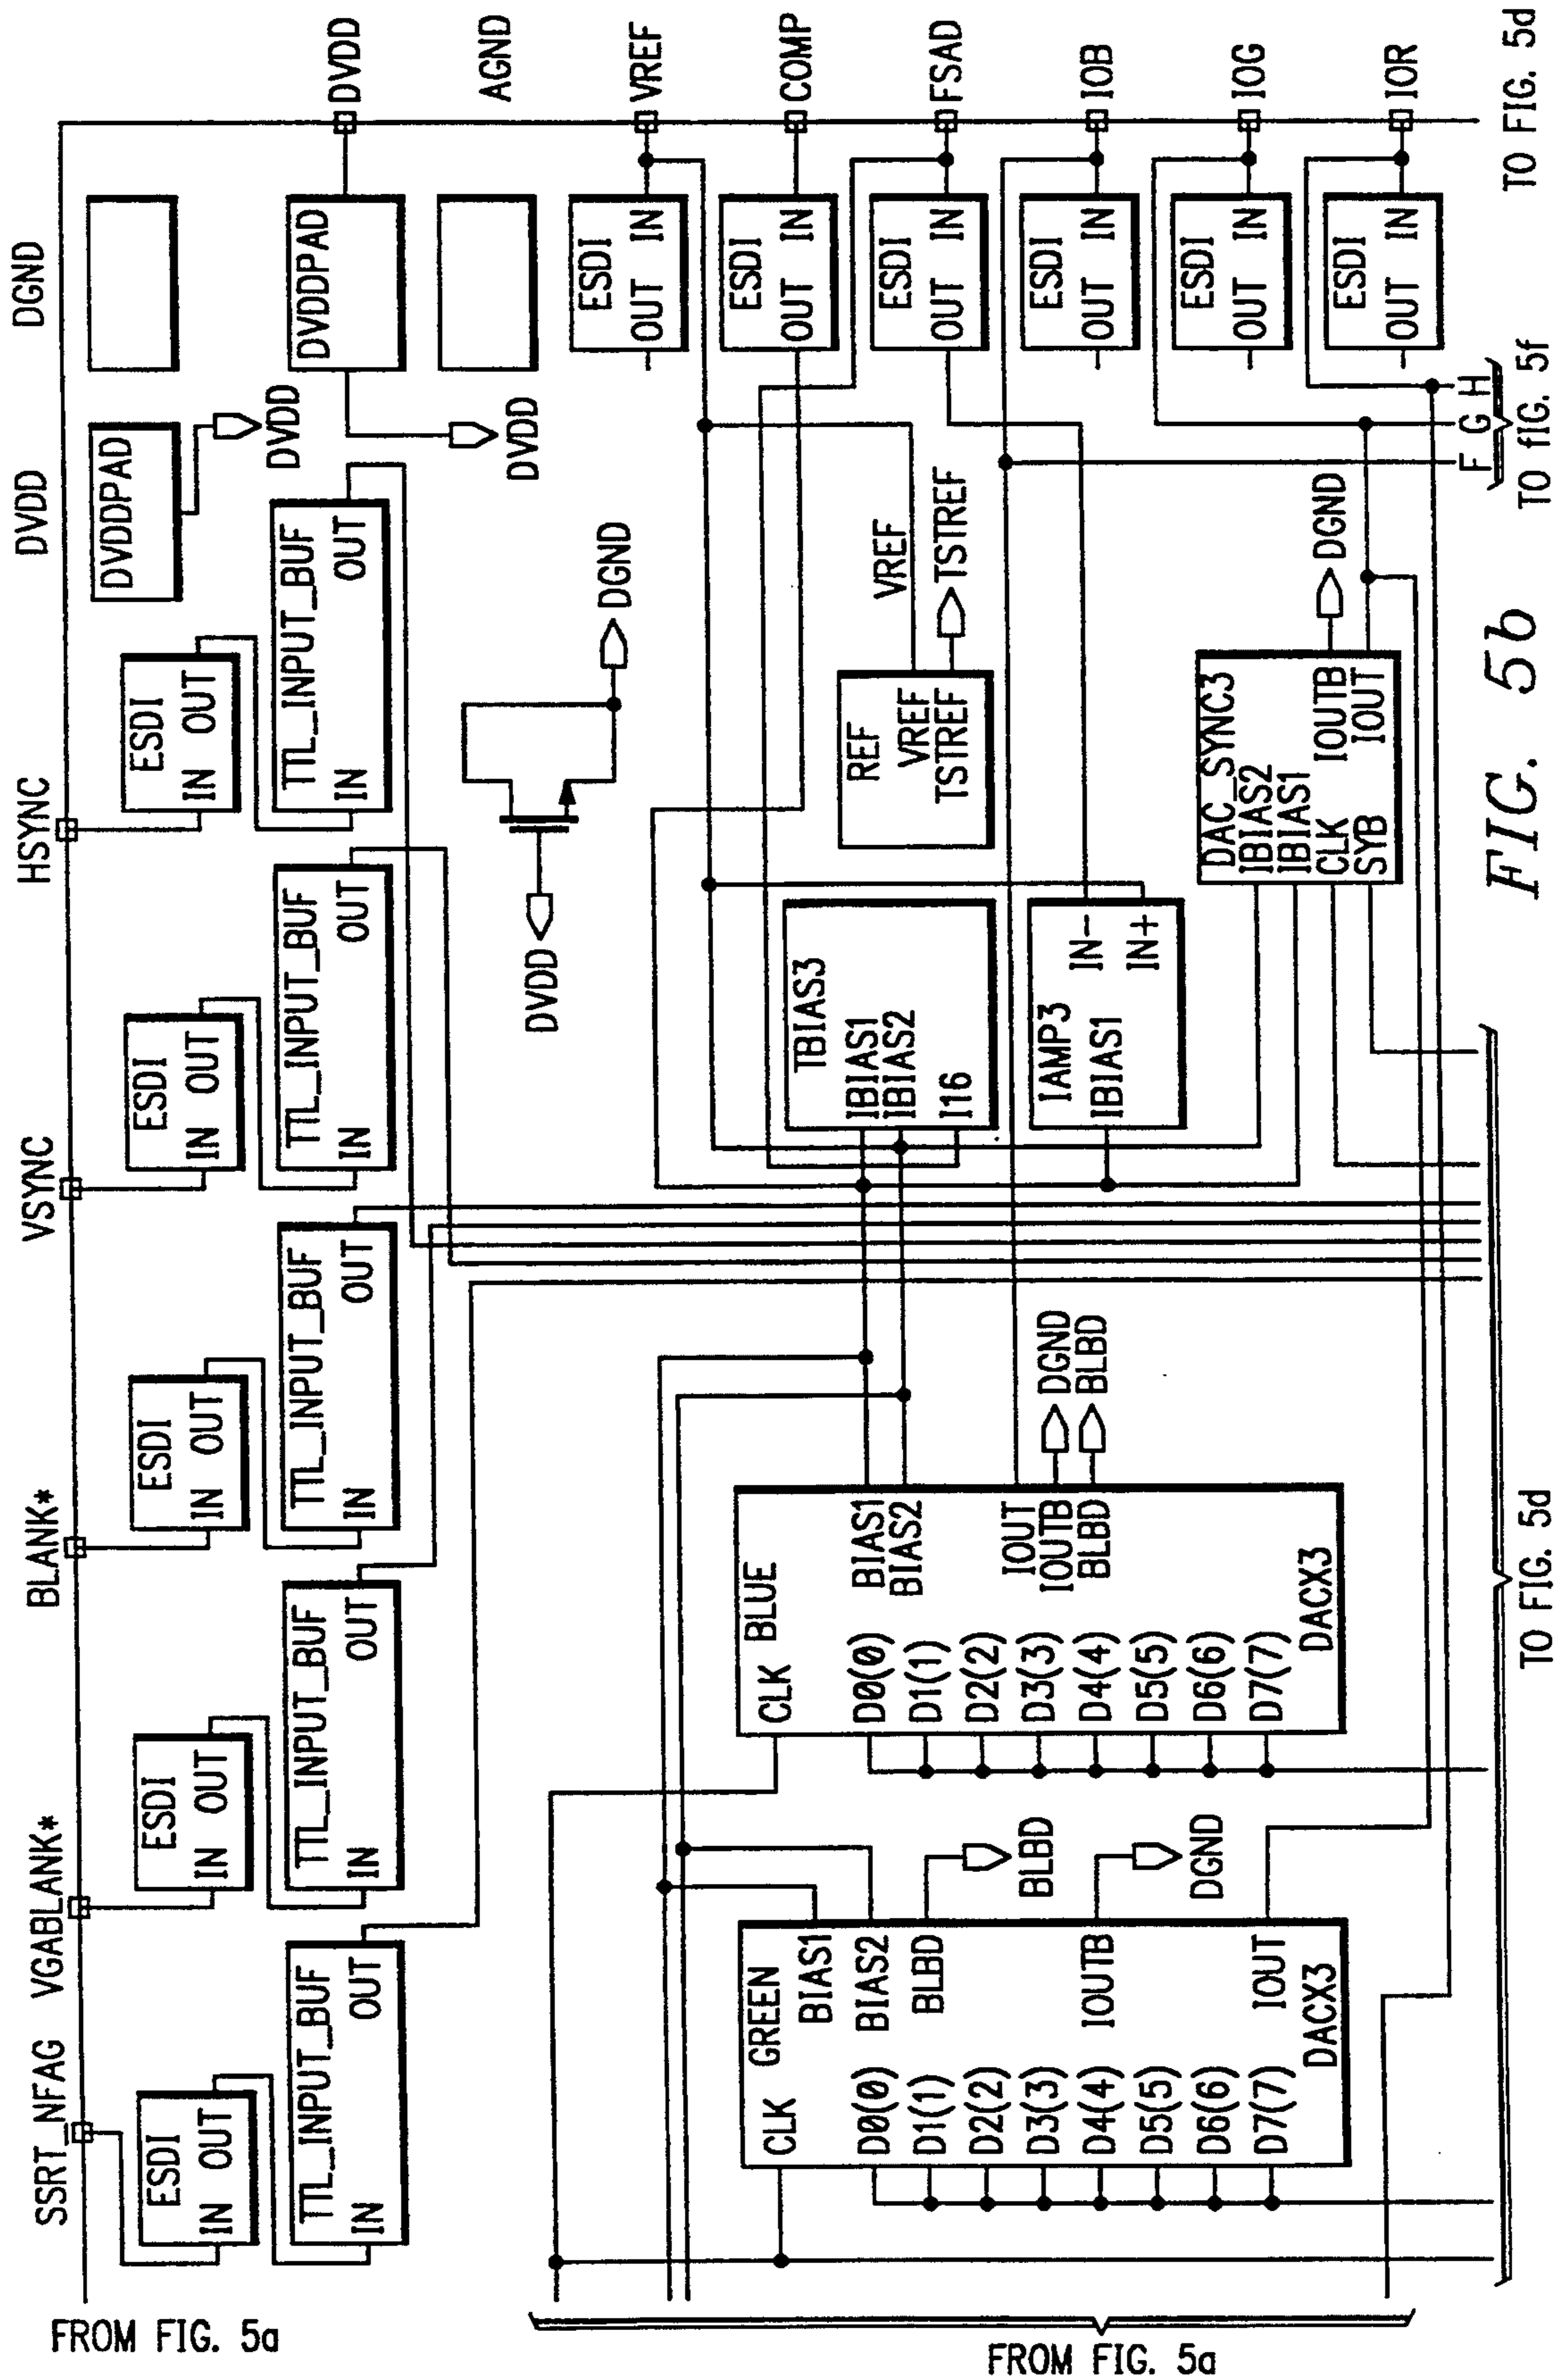 FROM FIG. 5a
SSRT_NFAG
VGABLANK*
BLANK*
VSYNC
HSYNC
DVDD
DGND
ESDI
IN OUT
TTL_INPUT_BUF
IN
OUT
ESDI
IN OUT
TTL_INPUT_BUF
IN
OUT
ESDI
IN OUT
TTL_INPUT_BUF
IN
OUT
ESDI
IN OUT
TTL_INPUT_BUF
IN
OUT
ESDI
IN OUT
TTL_INPUT_BUF
IN
OUT
DVDDPAD
DVDD
DVDDPAD
DVDD
DVDD
AGND
DVDD
DGND
ESDI
OUT IN
VREF
ESDI
OUT IN
COMP
ESDI
OUT IN
FSAD
ESDI
OUT IN
IOB
ESDI
OUT IN
IOG
ESDI
OUT IN
IOR
FROM FIG. 5a
GREEN
CLK
BIAS1
BIAS2
BLBD
IOUTB
IOUT
D0(0)
D1(1)
D2(2)
D3(3)
D4(4)
D5(5)
D6(6)
D7(7)
DACX3
BLBD
DGND
BLUE
CLK
BIAS1
BIAS2
IOUT
IOUTB
BLBD
D0(0)
D1(1)
D2(2)
D3(3)
D4(4)
D5(5)
D6(6)
D7(7)
DACX3
DGND
BLBD
TBIAS3
IBIAS1
IBIAS2
I16
IAMP3
IBIAS1
IN-
IN+
REF
VREF
TSTREF
VREF
TSTREF
DAC_SYNC3
IBIAS2
IBIAS1
CLK
SYB
IOUTB
IOUT
DGND
F G H
TO fIG. 5f
TO FIG. 5d
TO FIG. 5d
FIG. 5b